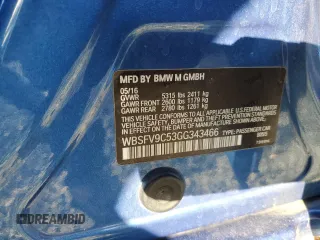 MFD BY BMW M GMBH
05/16
GVWR 5315 lbs 2411 kg
GAWR FRONT 2600 lbs 1179 kg
GAWR REAR 2780 lbs 1261 kg
THIS VEHICLE CONFORMS TO ALL APPLICABLE U.S. FEDERAL MOTOR
VEHICLE SAFETY, BUMPER, AND THEFT PREVENTION STANDARDS
IN EFFECT ON THE DATE OF MANUFACTURE SHOWN ABOVE.
WBSFV9C53GG343466 TYPE: PASSENGER CAR
DREAMBID